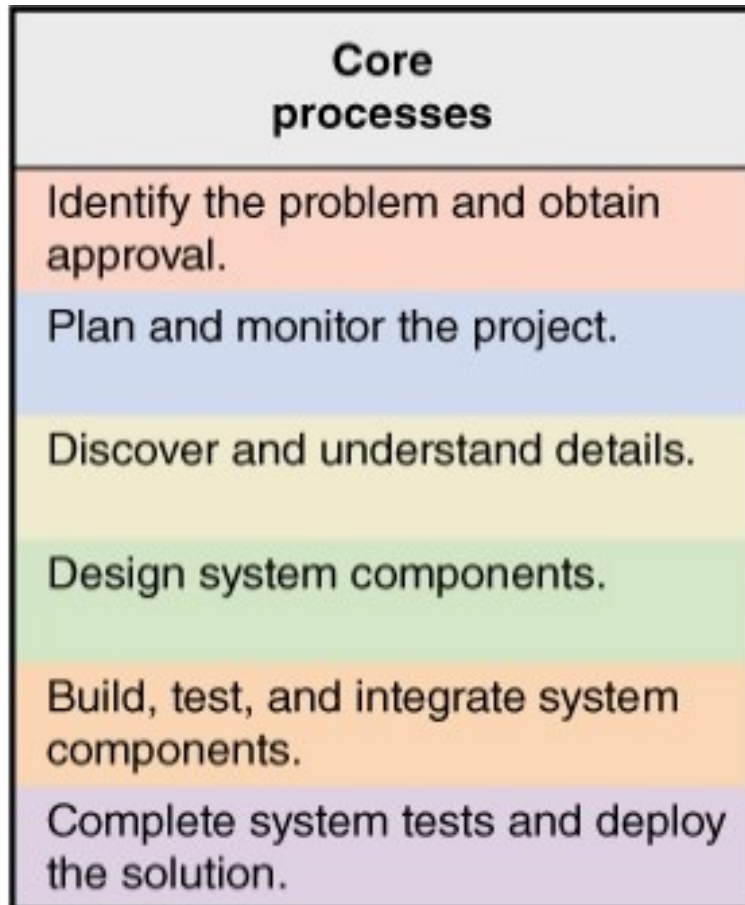 Core
processes
Identify the problem and obtain
approval.
Plan and monitor the project.
Discover and understand details.
Design system components.
Build, test, and integrate system
components.
Complete system tests and deploy
the solution.